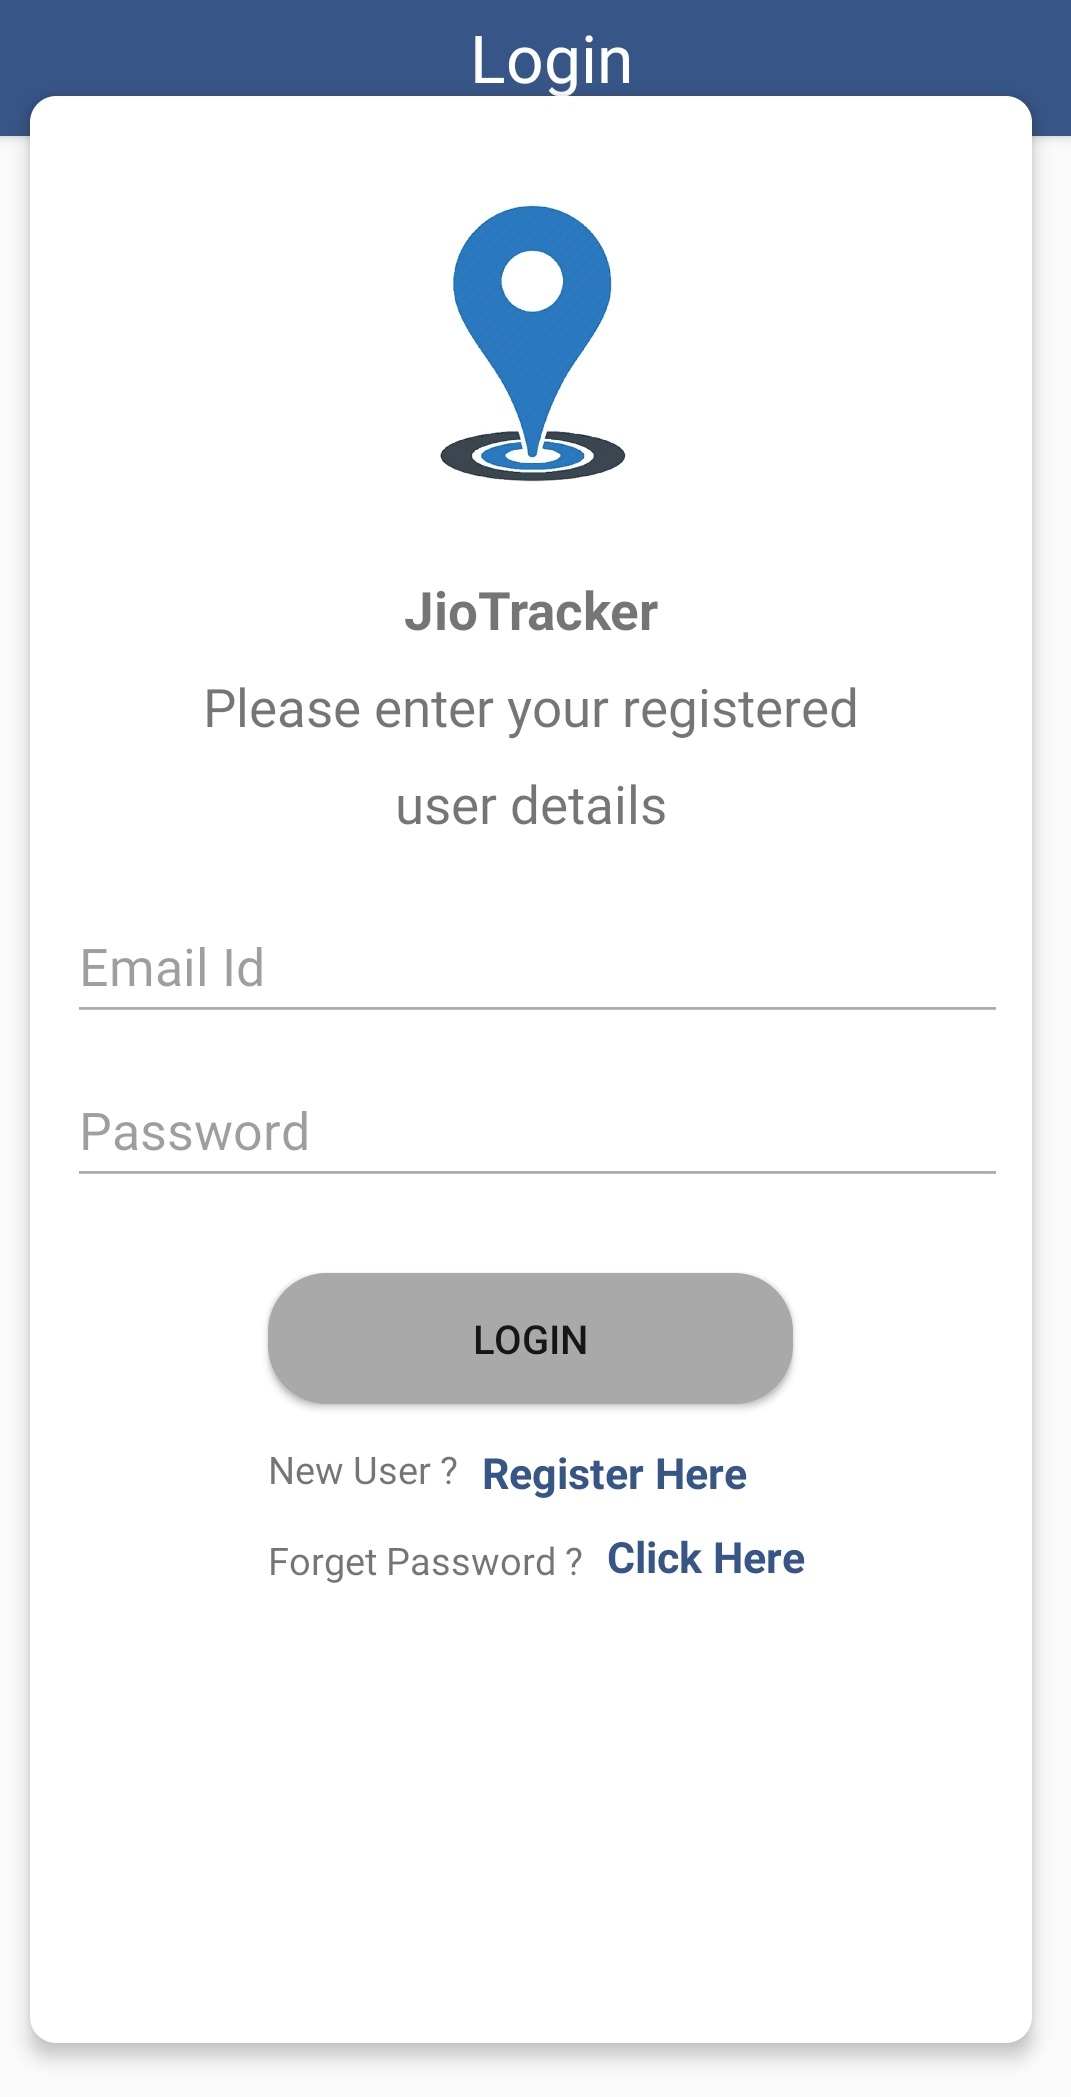 Login
JioTracker
Please enter your registered
user details
Email Id
Password
LOGIN
New User ? Register Here
Forget Password ? Click Here